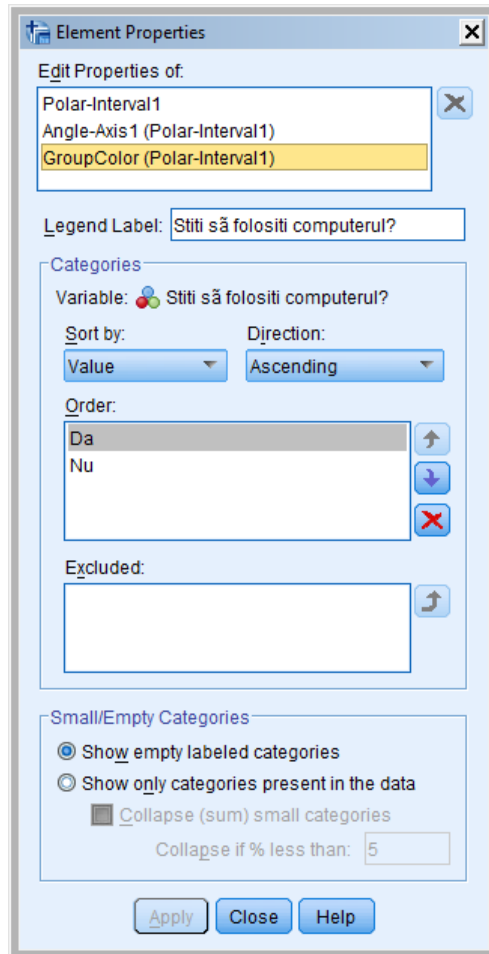 Element Properties
Edit Properties of:
Polar-Interval1
Angle-Axis1 (Polar-Interval1)
GroupColor (Polar-Interval1)
Legend Label: Stiti sã folositi computerul?
Categories
Variable: Stiti sã folositi computerul?
Sort by: Direction:
Value Ascending
Order:
Da
Nu
Excluded:
Small/Empty Categories
Show empty labeled categories
Show only categories present in the data
Collapse (sum) small categories
Collapse if % less than: 5
Apply Close Help